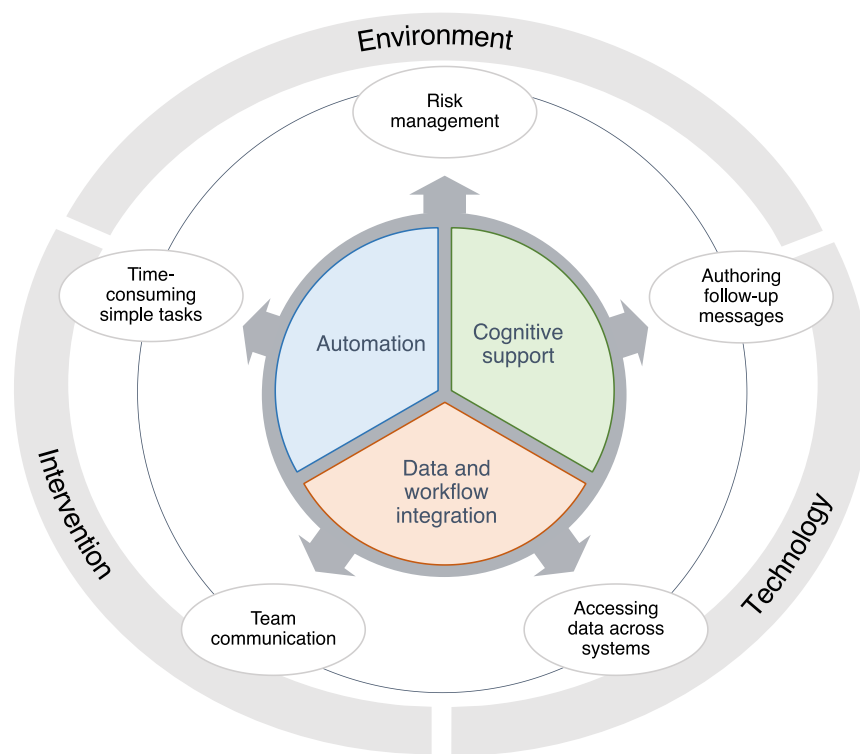 Environment
Risk
management
Time-
consuming
simple tasks
Authoring
follow-up
messages
Automation
Cognitive
support
Data and
workflow
integration
Intervention
Technology
Team
communication
Accessing
data across
systems